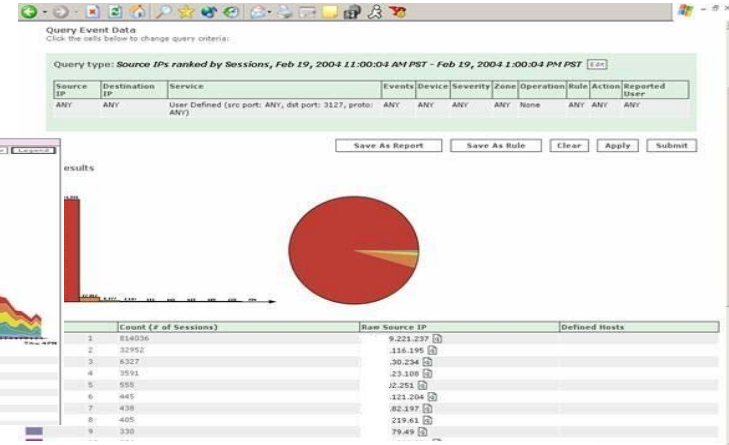 Query Event Data
Click the cells below to change query criteria:
Query type: Source IPs ranked by Sessions, Feb 19, 2004 11:00:04 AM PST - Feb 19, 2004 1:00:04 PM PST Edit
Source IP Destination IP Service Events Device Severity Zone Operation Rule Action Reported User
ANY ANY User Defined (src port: ANY, dst port: 3127, proto: ANY) ANY ANY ANY ANY None ANY ANY ANY
Legend
Save As Report Save As Rule Clear Apply Submit
esults
Count (# of Sessions) Raw Source IP Defined Hosts
1 814036 9.221.237
2 32952 .116.195
3 6327 .30.234
4 3591 .23.108
5 555 .251
6 445 .121.204
7 438 .82.197
8 405 219.61
9 330 79.49